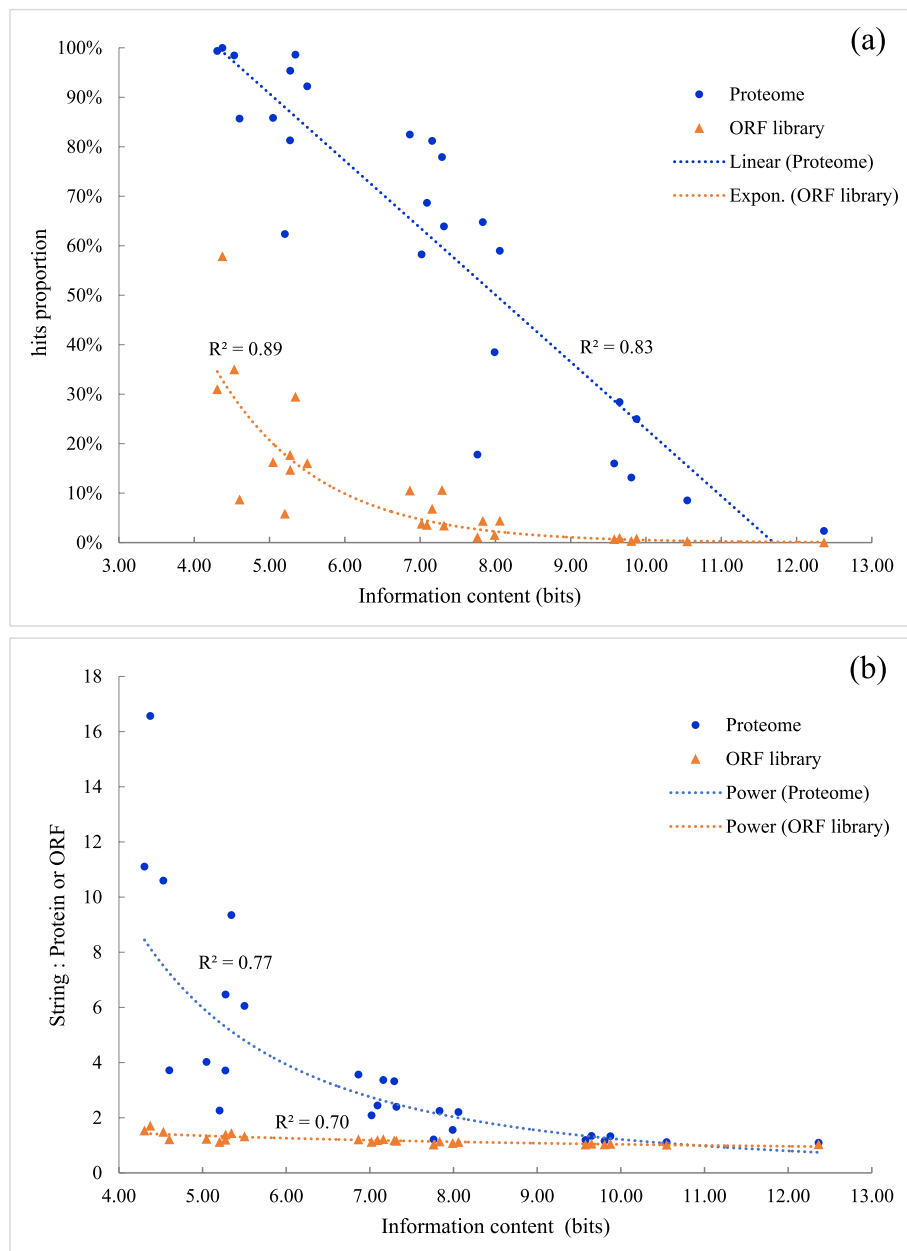 (a)
100%
90%
80%
70%
60%
50%
40%
30%
20%
10%
0%
hits proportion
Proteome
ORF library
Linear (Proteome)
Expon. (ORF library)
R² = 0.89
R² = 0.83
3.00 4.00 5.00 6.00 7.00 8.00 9.00 10.00 11.00 12.00 13.00
Information content (bits)
(b)
18
16
14
12
10
8
6
4
2
0
String : Protein or ORF
Proteome
ORF library
Power (Proteome)
Power (ORF library)
R² = 0.77
R² = 0.70
4.00 5.00 6.00 7.00 8.00 9.00 10.00 11.00 12.00 13.00
Information content (bits)